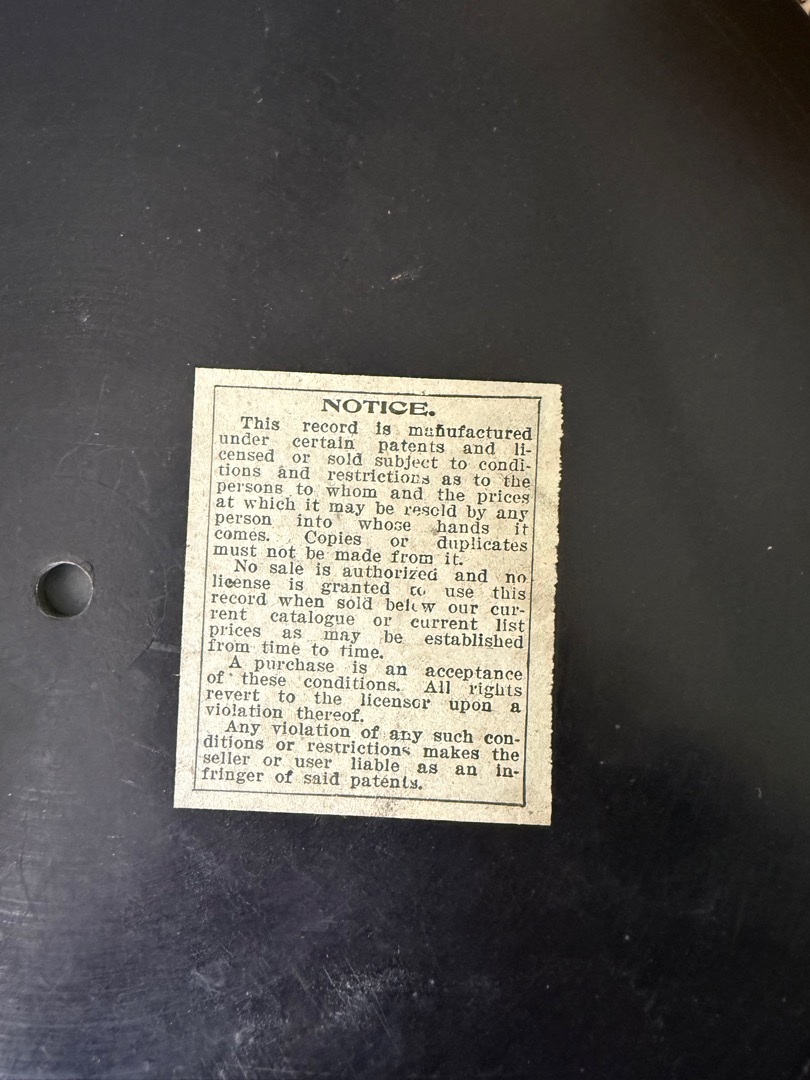 NOTICE.
This record is manufactured
under certain patents and li-
censed or sold subject to condi-
tions and restrictions as to the
persons to whom and the prices
at which it may be resold by any
person into whose hands it
comes. Copies or duplicates
must not be made from it.
No sale is authorized and no
license is granted to use this
record when sold below our cur-
rent catalogue or current list
prices as may be established
from time to time.
A purchase is an acceptance
of these conditions. All rights
revert to the licensor upon a
violation thereof.
Any violation of any such con-
ditions or restrictions makes the
seller or user liable as an in-
fringer of said patents.